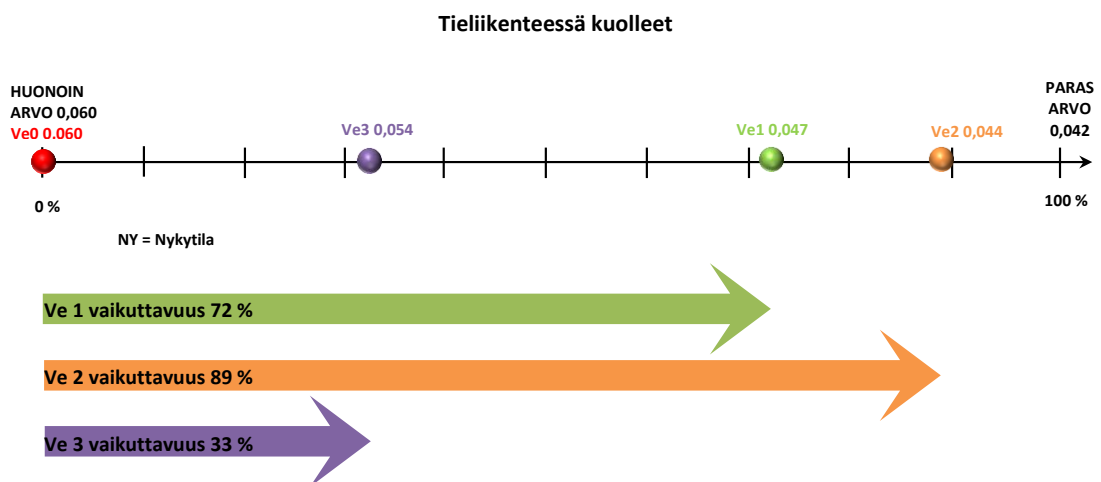 Tieliikenteessä kuolleet
HUONOIN
ARVO 0,060
Ve0 0.060
Ve3 0,054
Ve1 0,047
Ve2 0,044
PARAS
ARVO
0,042
0 %
100 %
NY = Nykytila
Ve 1 vaikuttavuus 72 %
Ve 2 vaikuttavuus 89 %
Ve 3 vaikuttavuus 33 %